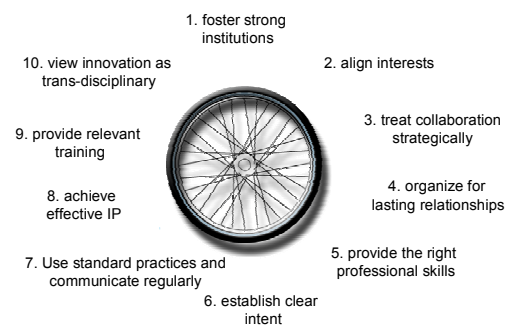 1. foster strong
institutions
2. align interests
3. treat collaboration
strategically
4. organize for
lasting relationships
5. provide the right
professional skills
6. establish clear
intent
7. Use standard practices and
communicate regularly
8. achieve
effective IP
9. provide relevant
training
10. view innovation as
trans-disciplinary